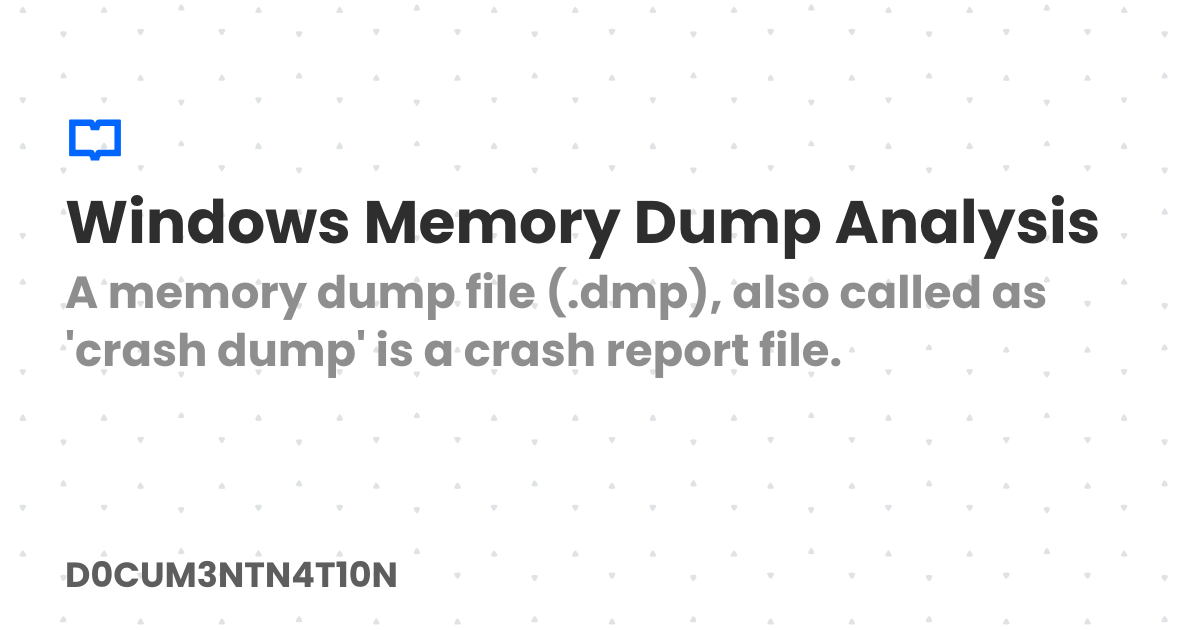 Windows Memory Dump Analysis
A memory dump file (.dmp), also called as
'crash dump' is a crash report file.
D0CUM3NTN4T10N